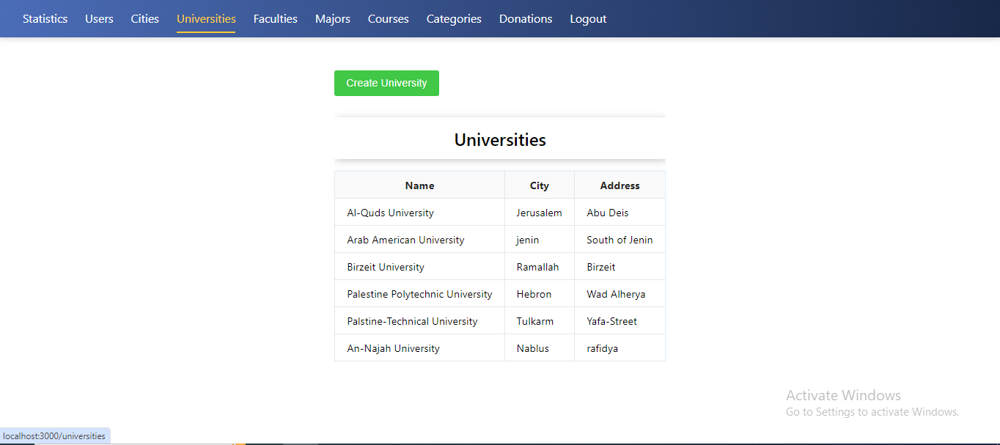 Statistics Users Cities Universities Faculties Majors Courses Categories Donations Logout
Create University
Universities
Name City Address
Al-Quds University Jerusalem Abu Deis
Arab American University jenin South of Jenin
Birzeit University Ramallah Birzeit
Palestine Polytechnic University Hebron Wad Alherya
Palstine-Technical University Tulkarm Yafa-Street
An-Najah University Nablus rafidya
Activate Windows
Go to Settings to activate Windows.
localhost:3000/universities